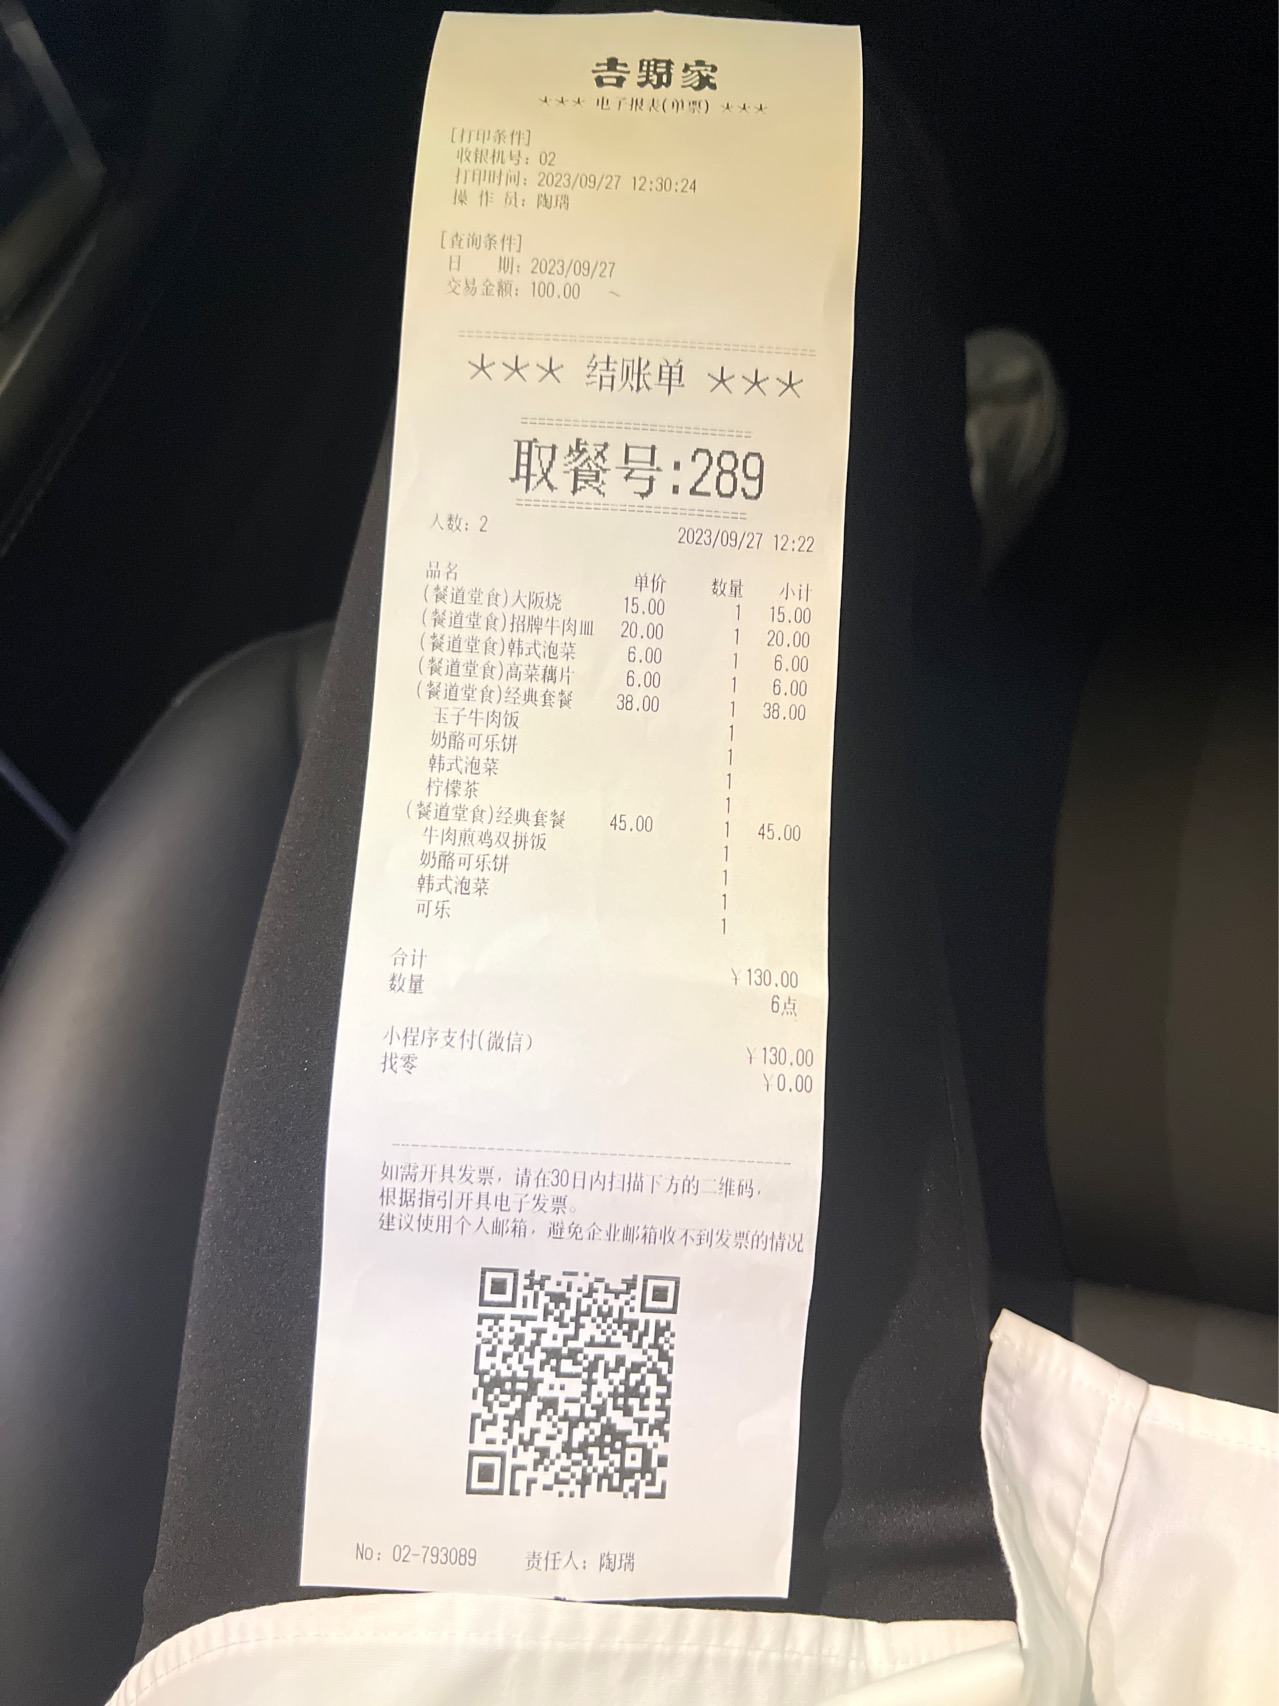 吉野家
*** 电子报表(单票) ***
[打印条件]
收银机号: 02
打印时间: 2023/09/27 12:30:24
操 作 员: 陶瑞
[查询条件]
日 期: 2023/09/27
交易金额: 100.00 ~
*** 结账单 ***
取餐号:289
人数: 2 2023/09/27 12:22
品名 单价 数量 小计
(餐道堂食)大阪烧 15.00 1 15.00
(餐道堂食)招牌牛肉皿 20.00 1 20.00
(餐道堂食)韩式泡菜 6.00 1 6.00
(餐道堂食)高菜藕片 6.00 1 6.00
(餐道堂食)经典套餐 38.00 1 38.00
玉子牛肉饭 1
奶酪可乐饼 1
韩式泡菜 1
柠檬茶 1
(餐道堂食)经典套餐 45.00 1 45.00
牛肉煎鸡双拼饭 1
奶酪可乐饼 1
韩式泡菜 1
可乐 1
合计 ¥130.00
数量 6点
小程序支付(微信) ¥130.00
找零 ¥0.00
如需开具发票, 请在30日内扫描下方的二维码,
根据指引开具电子发票。
建议使用个人邮箱, 避免企业邮箱收不到发票的情况
No: 02-793089 责任人: 陶瑞